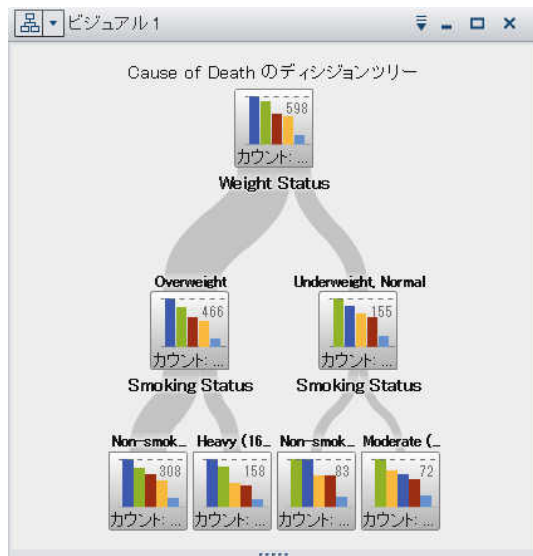 ビジュアル 1
Cause of Death のディシジョンツリー
598
カウント: ...
Weight Status
Overweight
Underweight, Normal
466
155
カウント: ...
カウント: ...
Smoking Status
Smoking Status
Non-smok...
Heavy (16...
Non-smok...
Moderate (...
308
158
83
72
カウント: ...
カウント: ...
カウント: ...
カウント: ...